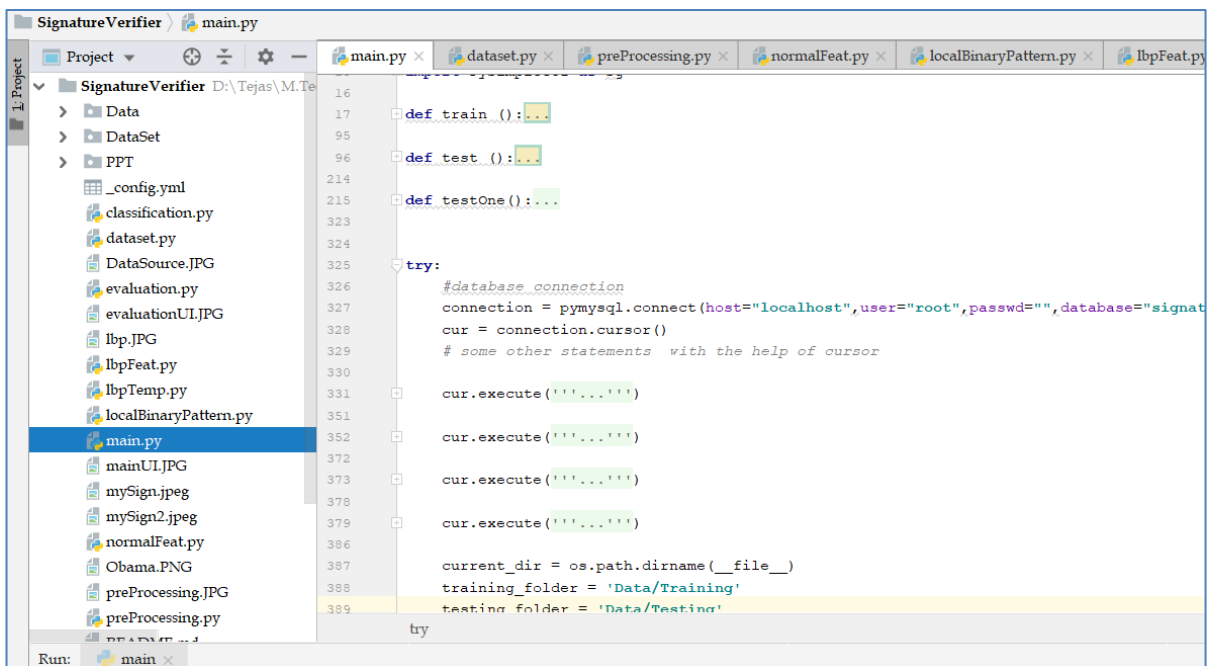 SignatureVerifier main.py
1: Project
Project
SignatureVerifier D:\Tejas\M.Te
Data
DataSet
PPT
_config.yml
classification.py
dataset.py
DataSource.JPG
evaluation.py
evaluationUI.JPG
lbp.JPG
lbpFeat.py
lbpTemp.py
localBinaryPattern.py
main.py
mainUI.JPG
mySign.jpeg
mySign2.jpeg
normalFeat.py
Obama.PNG
preProcessing.JPG
preProcessing.py
README.md
main.py dataset.py preProcessing.py normalFeat.py localBinaryPattern.py lbpFeat.py
16
17 def train ():...
95
96 def test ():...
214
215 def testOne():...
323
324
325 try:
326 #database connection
327 connection = pymysql.connect(host="localhost",user="root",passwd="",database="signat
328 cur = connection.cursor()
329 # some other statements with the help of cursor
330
331 cur.execute('''...''')
351
352 cur.execute('''...''')
372
373 cur.execute('''...''')
378
379 cur.execute('''...''')
386
387 current_dir = os.path.dirname(__file__)
388 training_folder = 'Data/Training'
389 testing_folder = 'Data/Testing'
try
Run: main